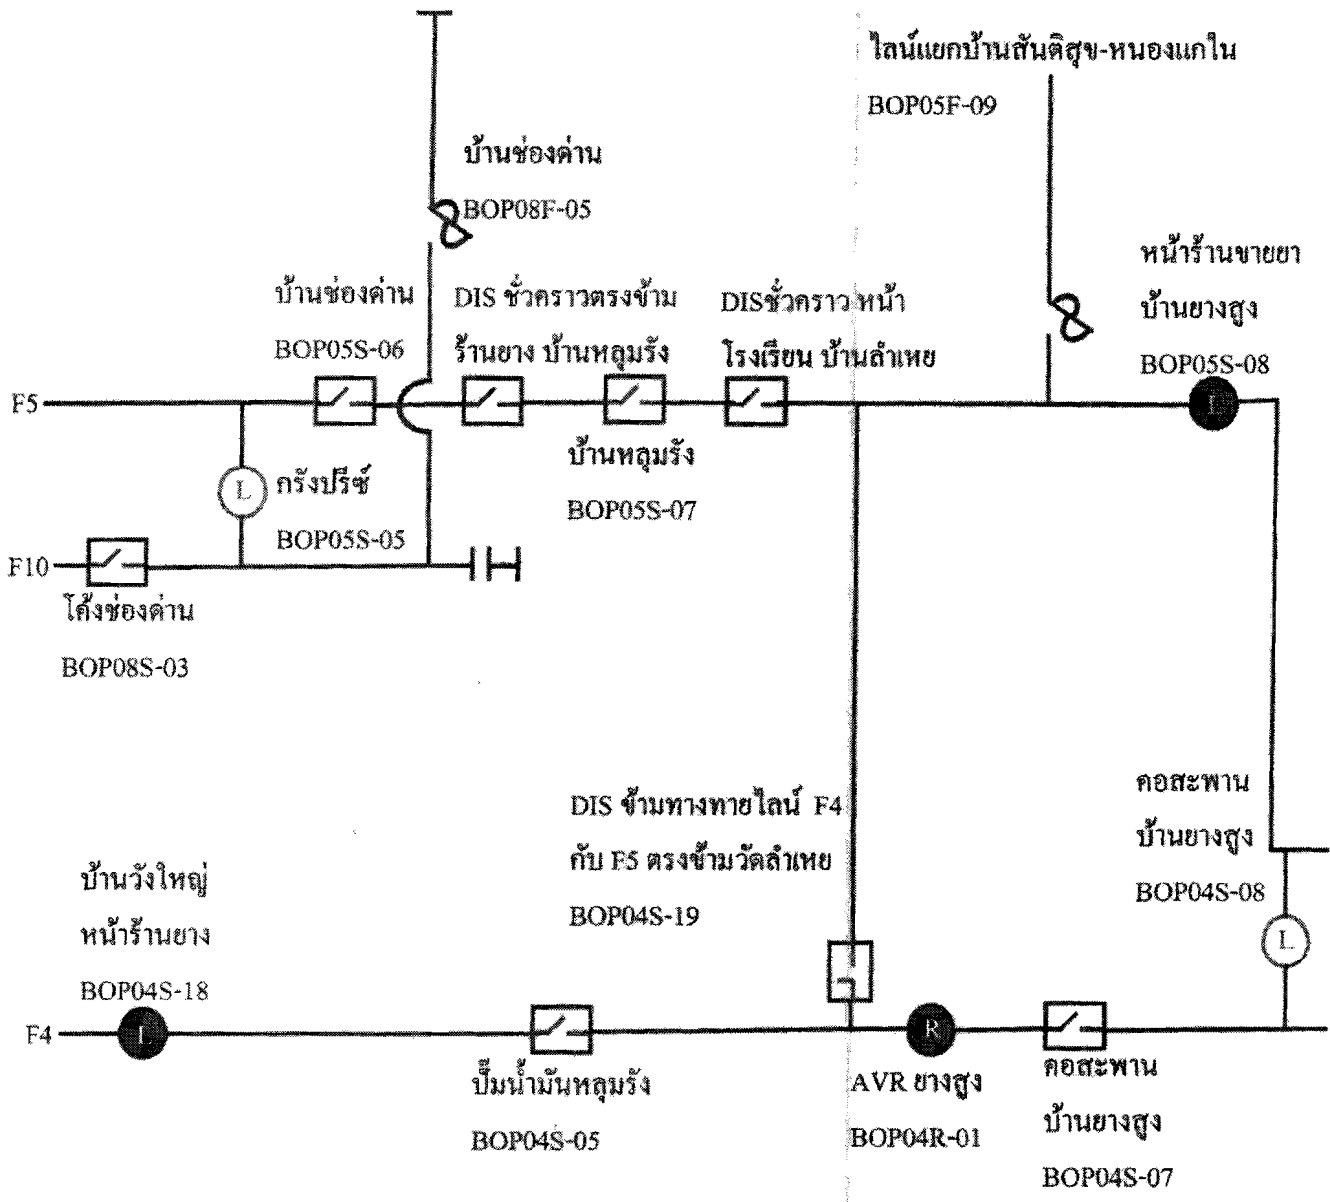 ไลน์แยกบ้านสันติสุข-หนองแกใน
BOP05F-09
บ้านช่องด่าน
BOP08F-05
หน้าร้านขายยา
บ้านยางสูง
BOP05S-08
บ้านช่องด่าน
BOP05S-06
DIS ชั่วคราวตรงข้าม
ร้านยาง บ้านหลุมรัง
DISชั่วคราว หน้า
โรงเรียน บ้านลำเหย
F5
L
บ้านหลุมรัง
BOP05S-07
L
กรังปรีซ์
BOP05S-05
F10
โค้งช่องด่าน
BOP08S-03
DIS ข้ามทางทายไลน์ F4
กับ F5 ตรงข้ามวัดลำเหย
BOP04S-19
คอสะพาน
บ้านยางสูง
BOP04S-08
L
บ้านวังใหญ่
หน้าร้านยาง
BOP04S-18
F4
L
R
ปั๊มน้ำมันหลุมรัง
BOP04S-05
AVR ยางสูง
BOP04R-01
คอสะพาน
บ้านยางสูง
BOP04S-07